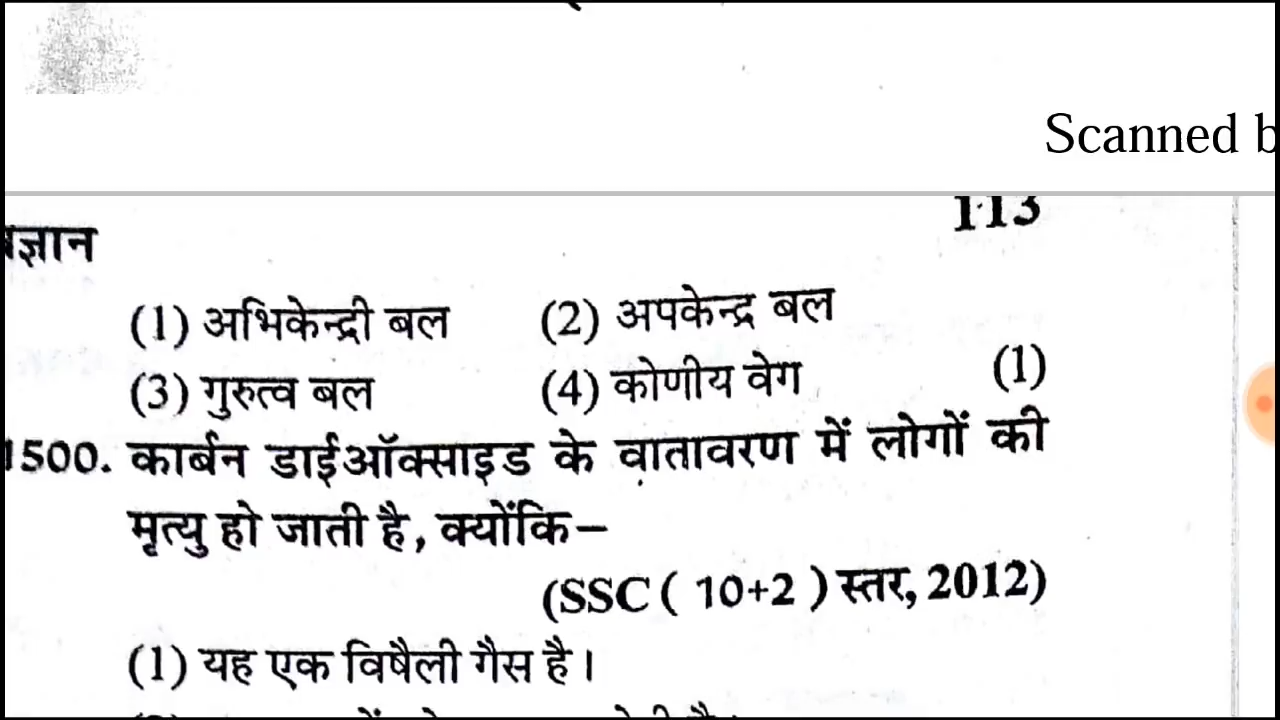 Scanned b
113
(1) अभिकेन्द्री बल (2) अपकेन्द्र बल
(3) गुरुत्व बल (4) कोणीय वेग (1)
1500. कार्बन डाईऑक्साइड के वातावरण में लोगों की
मृत्यु हो जाती है, क्योंकि–
(SSC ( 10+2 ) स्तर, 2012)
(1) यह एक विषैली गैस है।